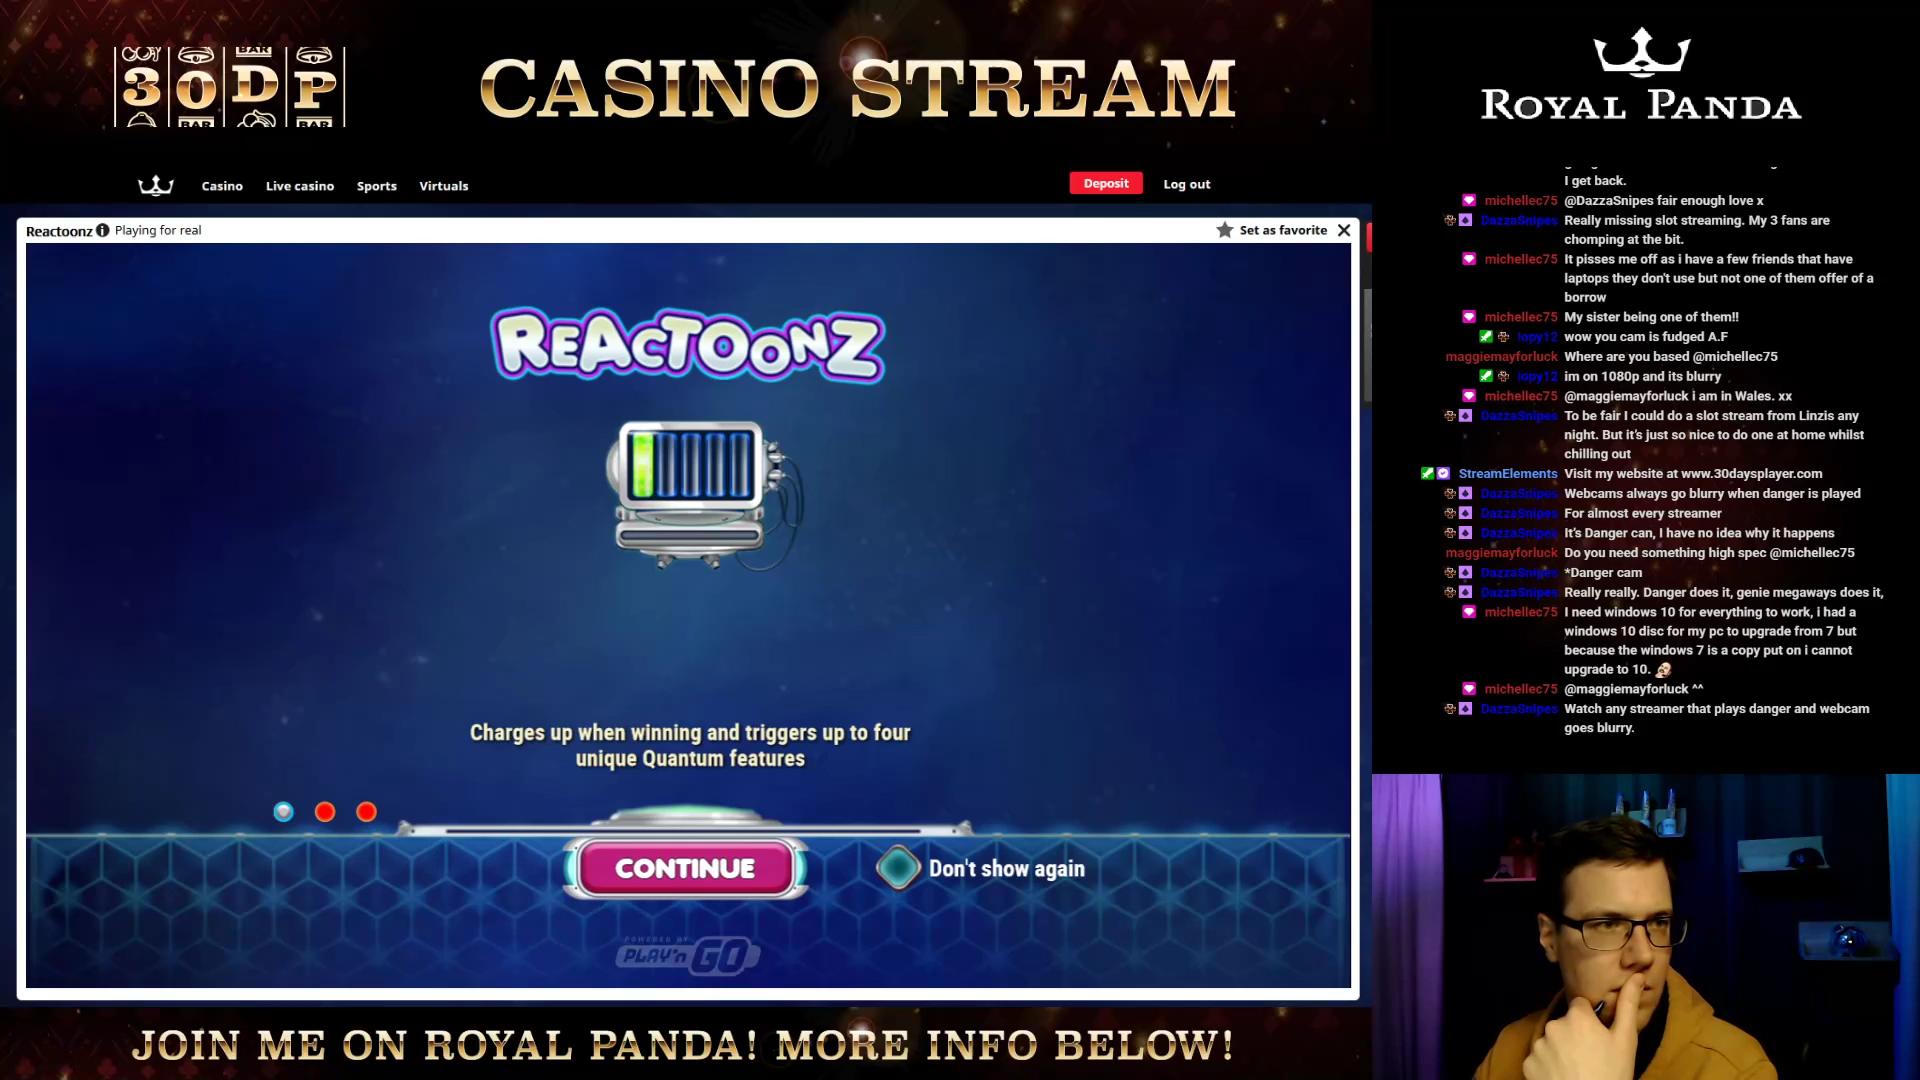 BAR
30DP
BAR
BAR
CASINO STREAM
ROYAL PANDA
Casino
Live casino
Sports
Virtuals
Deposit
Log out
Reactoonz
Playing for real
Set as favorite
REACTOONZ
Charges up when winning and triggers up to four
unique Quantum features
CONTINUE
Don't show again
POWERED BY
PLAY'n GO
JOIN ME ON ROYAL PANDA! MORE INFO BELOW!
I get back.
michellec75 @DazzaSnipes fair enough love x
DazzaSnipes Really missing slot streaming. My 3 fans are
chomping at the bit.
michellec75 It pisses me off as i have a few friends that have
laptops they don't use but not one of them offer of a
borrow
michellec75 My sister being one of them!!
lopy12 wow you cam is fudged A.F
maggiemayforluck Where are you based @michellec75
lopy12 im on 1080p and its blurry
michellec75 @maggiemayforluck i am in Wales. xx
DazzaSnipes To be fair I could do a slot stream from Linzis any
night. But it's just so nice to do one at home whilst
chilling out
StreamElements Visit my website at www.30daysplayer.com
DazzaSnipes Webcams always go blurry when danger is played
DazzaSnipes For almost every streamer
DazzaSnipes It's Danger can, I have no idea why it happens
maggiemayforluck Do you need something high spec @michellec75
DazzaSnipes *Danger cam
DazzaSnipes Really really. Danger does it, genie megaways does it,
michellec75 I need windows 10 for everything to work, i had a
windows 10 disc for my pc to upgrade from 7 but
because the windows 7 is a copy put on i cannot
upgrade to 10.
michellec75 @maggiemayforluck ^^
DazzaSnipes Watch any streamer that plays danger and webcam
goes blurry.